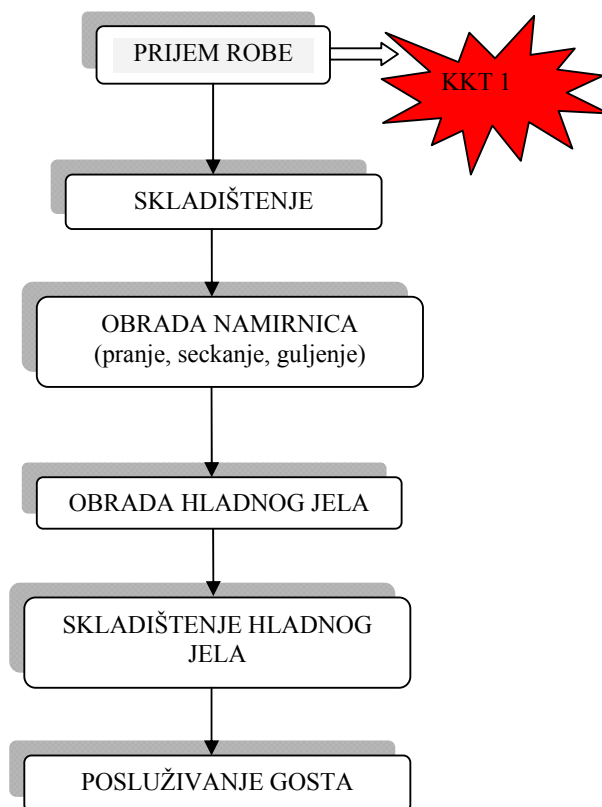 PRIJEM ROBE
KKT 1
SKLADIŠTENJE
OBRADA NAMIRNICA
(pranje, seckanje, guljenje)
OBRADA HLADNOG JELA
SKLADIŠTENJE HLADNOG
JELA
POSLUŽIVANJE GOSTA